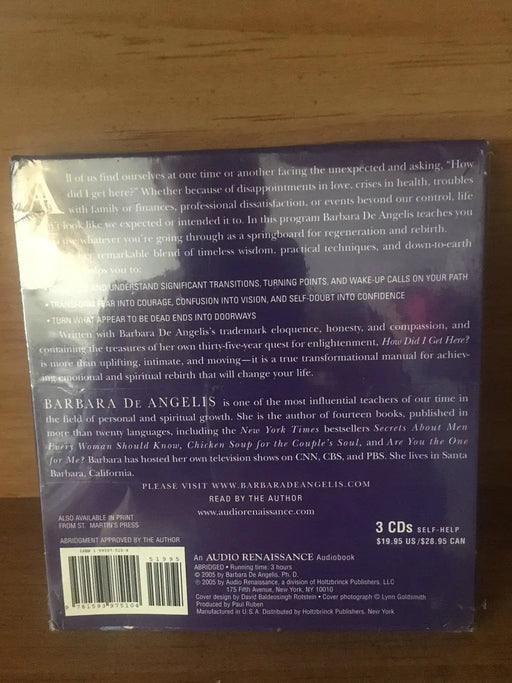 All of us find ourselves at one time or another facing the unexpected and asking, "How
did I get here?" Whether because of disappointments in love, crises in health, troubles
with family or finances, professional dissatisfaction, or events beyond our control, life
look like we expected or intended it to. In this program Barbara De Angelis teaches you
use whatever you're going through as a springboard for regeneration and rebirth.
her remarkable blend of timeless wisdom, practical techniques, and down-to-earth
you to:
AND UNDERSTAND SIGNIFICANT TRANSITIONS, TURNING POINTS, AND WAKE-UP CALLS ON YOUR PATH
• TRANSFORM FEAR INTO COURAGE, CONFUSION INTO VISION, AND SELF-DOUBT INTO CONFIDENCE
• TURN WHAT APPEAR TO BE DEAD ENDS INTO DOORWAYS
Written with Barbara De Angelis's trademark eloquence, honesty, and compassion, and
containing the treasures of her own thirty-five-year quest for enlightenment, How Did I Get Here?
is more than uplifting, intimate, and moving—it is a true transformational manual for achiev-
ing emotional and spiritual rebirth that will change your life.
BARBARA DE ANGELIS is one of the most influential teachers of our time in
the field of personal and spiritual growth. She is the author of fourteen books, published in
more than twenty languages, including the New York Times bestsellers Secrets About Men
Every Woman Should Know, Chicken Soup for the Couple's Soul, and Are You the One
for Me? Barbara has hosted her own television shows on CNN, CBS, and PBS. She lives in Santa
Barbara, California.
PLEASE VISIT WWW.BARBARADEANGELIS.COM
READ BY THE AUTHOR
www.audiorenaissance.com
ALSO AVAILABLE IN PRINT
FROM ST. MARTIN'S PRESS
ABRIDGMENT APPROVED BY THE AUTHOR
3 CDs SELF-HELP
$19.95 US/$28.95 CAN
51995
9 781593 975104
An AUDIO RENAISSANCE Audiobook
ABRIDGED • Running time: 3 hours
© 2005 by Barbara De Angelis, Ph. D.
℗ 2005 by Audio Renaissance, a division of Holtzbrinck Publishers, LLC
175 Fifth Avenue, New York, NY 10010
Cover design by David Baldeosingh Rotstein • Cover photograph © Lynn Goldsmith
Produced by Paul Ruben
Manufactured in U.S.A. Distributed by Holtzbrinck Publishers, New York